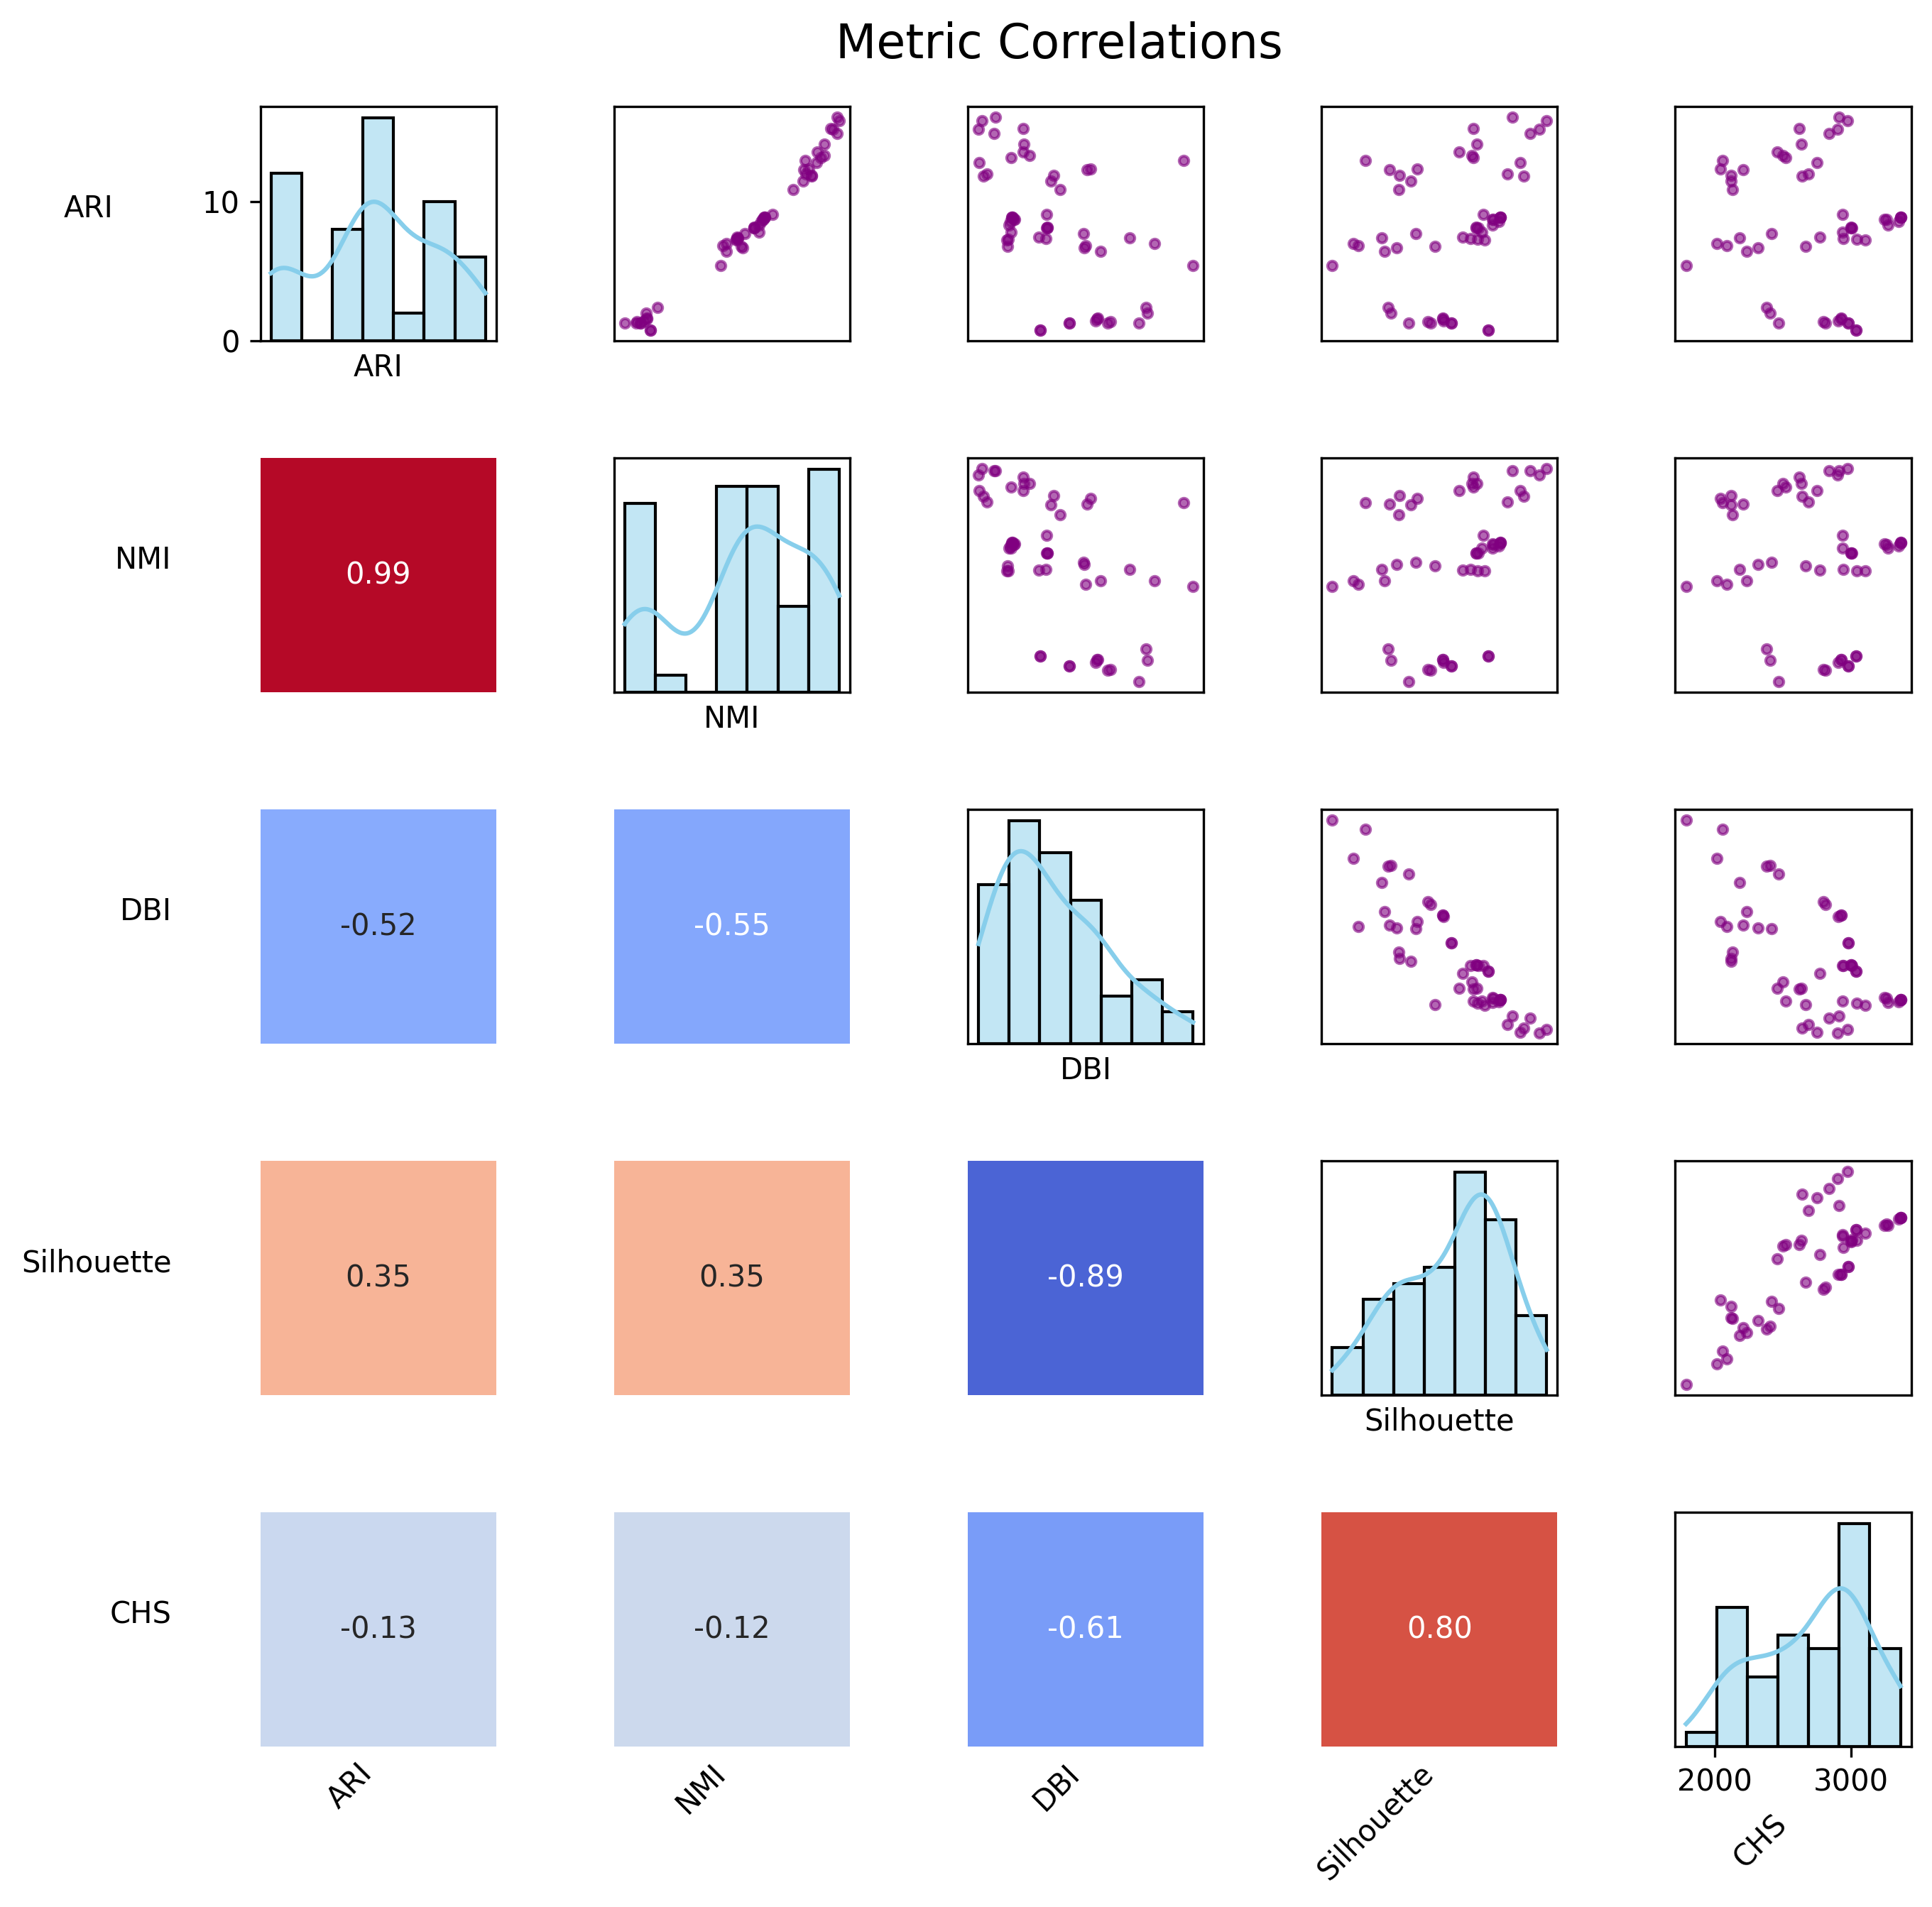 Metric Correlations
ARI
10
0
ARI
NMI
0.99
NMI
DBI
-0.52
-0.55
DBI
Silhouette
0.35
0.35
-0.89
Silhouette
CHS
-0.13
-0.12
-0.61
0.80
2000
3000
ARI
NMI
DBI
Silhouette
CHS